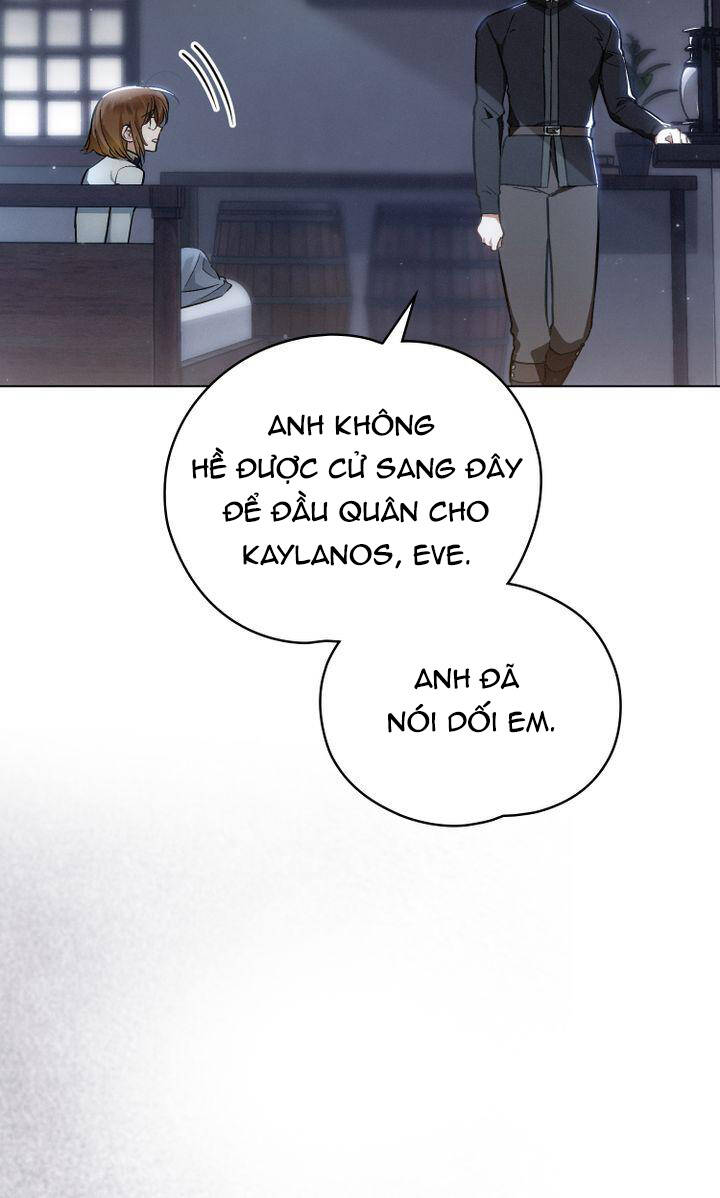 ANH KHÔNG
HỀ ĐƯỢC CỬ SANG ĐÂY
ĐỂ ĐẦU QUÂN CHO
KAYLANOS, EVE.
ANH ĐÃ
NÓI DỐI EM.